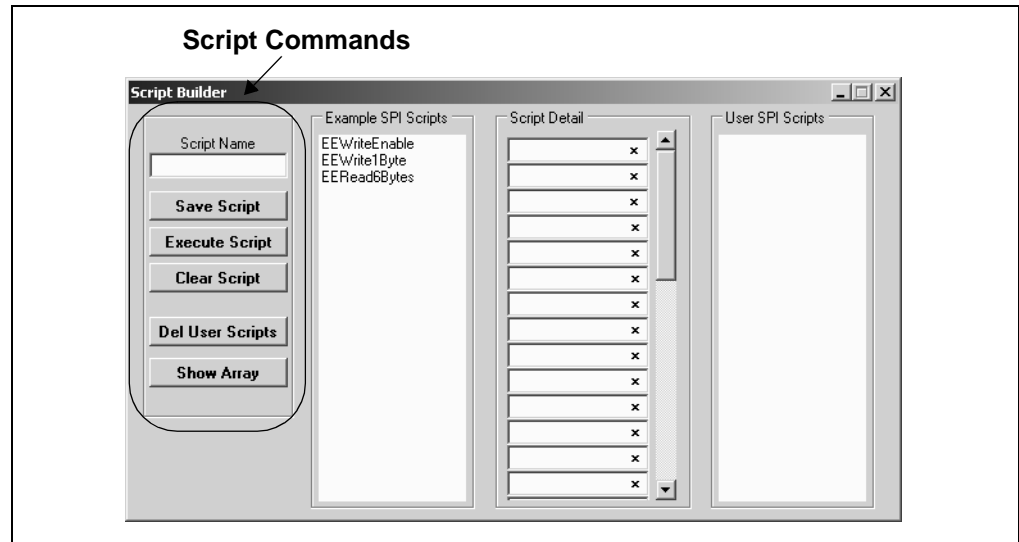 Script Commands
Script Builder
Script Name
Save Script
Execute Script
Clear Script
Del User Scripts
Show Array
Example SPI Scripts
EEWriteEnable
EEWrite1Byte
EERead6Bytes
Script Detail
x
x
x
x
x
x
x
x
x
x
x
x
x
x
User SPI Scripts